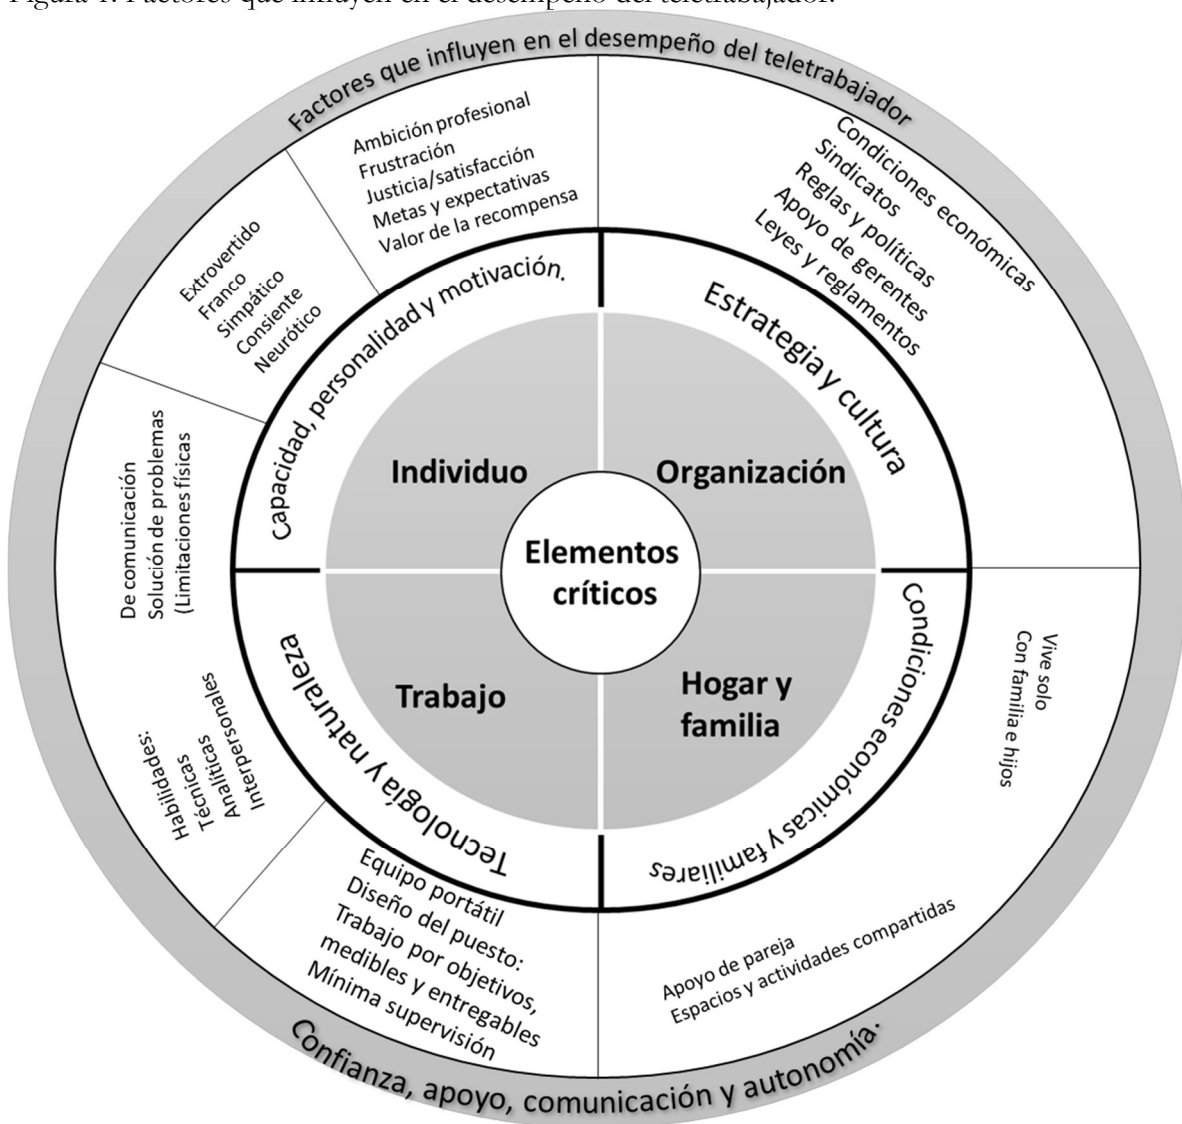 Figura 1. Factores que influyen en el desempeño del teletrabajador.
Factores que influyen en el desempeño del teletrabajador
Ambición profesional
Frustración
Justicia/satisfacción
Metas y expectativas
Valor de la recompensa
Condiciones económicas
Sindicatos
Reglas y políticas
Apoyo de gerentes
Leyes y reglamentos
Extrovertido
Franco
Simpático
Consiente
Neurótico
Capacidad, personalidad y motivación.
Estrategia y cultura
Individuo
Organización
Elementos
críticos
Trabajo
Hogar y
familia
De comunicación
Solución de problemas
(Limitaciones físicas
Habilidades:
Técnicas
Analíticas
Interpersonales
Tecnología y naturaleza
Condiciones económicas y familiares
Vive solo
Con familia e hijos
Equipo portátil
Diseño del puesto:
Trabajo por objetivos,
medibles y entregables
Mínima supervisión
Apoyo de pareja
Espacios y actividades compartidas
Confianza, apoyo, comunicación y autonomía.